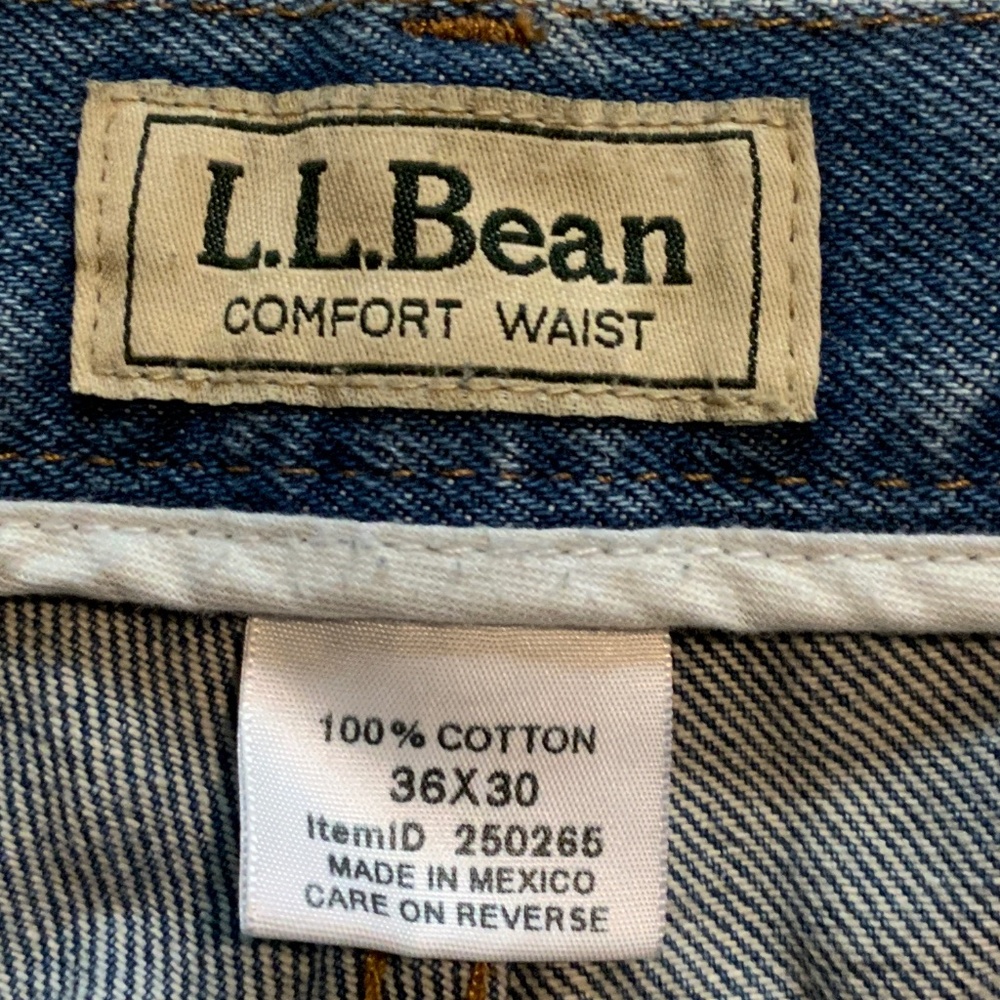 L.L.Bean
COMFORT WAIST
100% COTTON
36X30
ItemID 250265
MADE IN MEXICO
CARE ON REVERSE